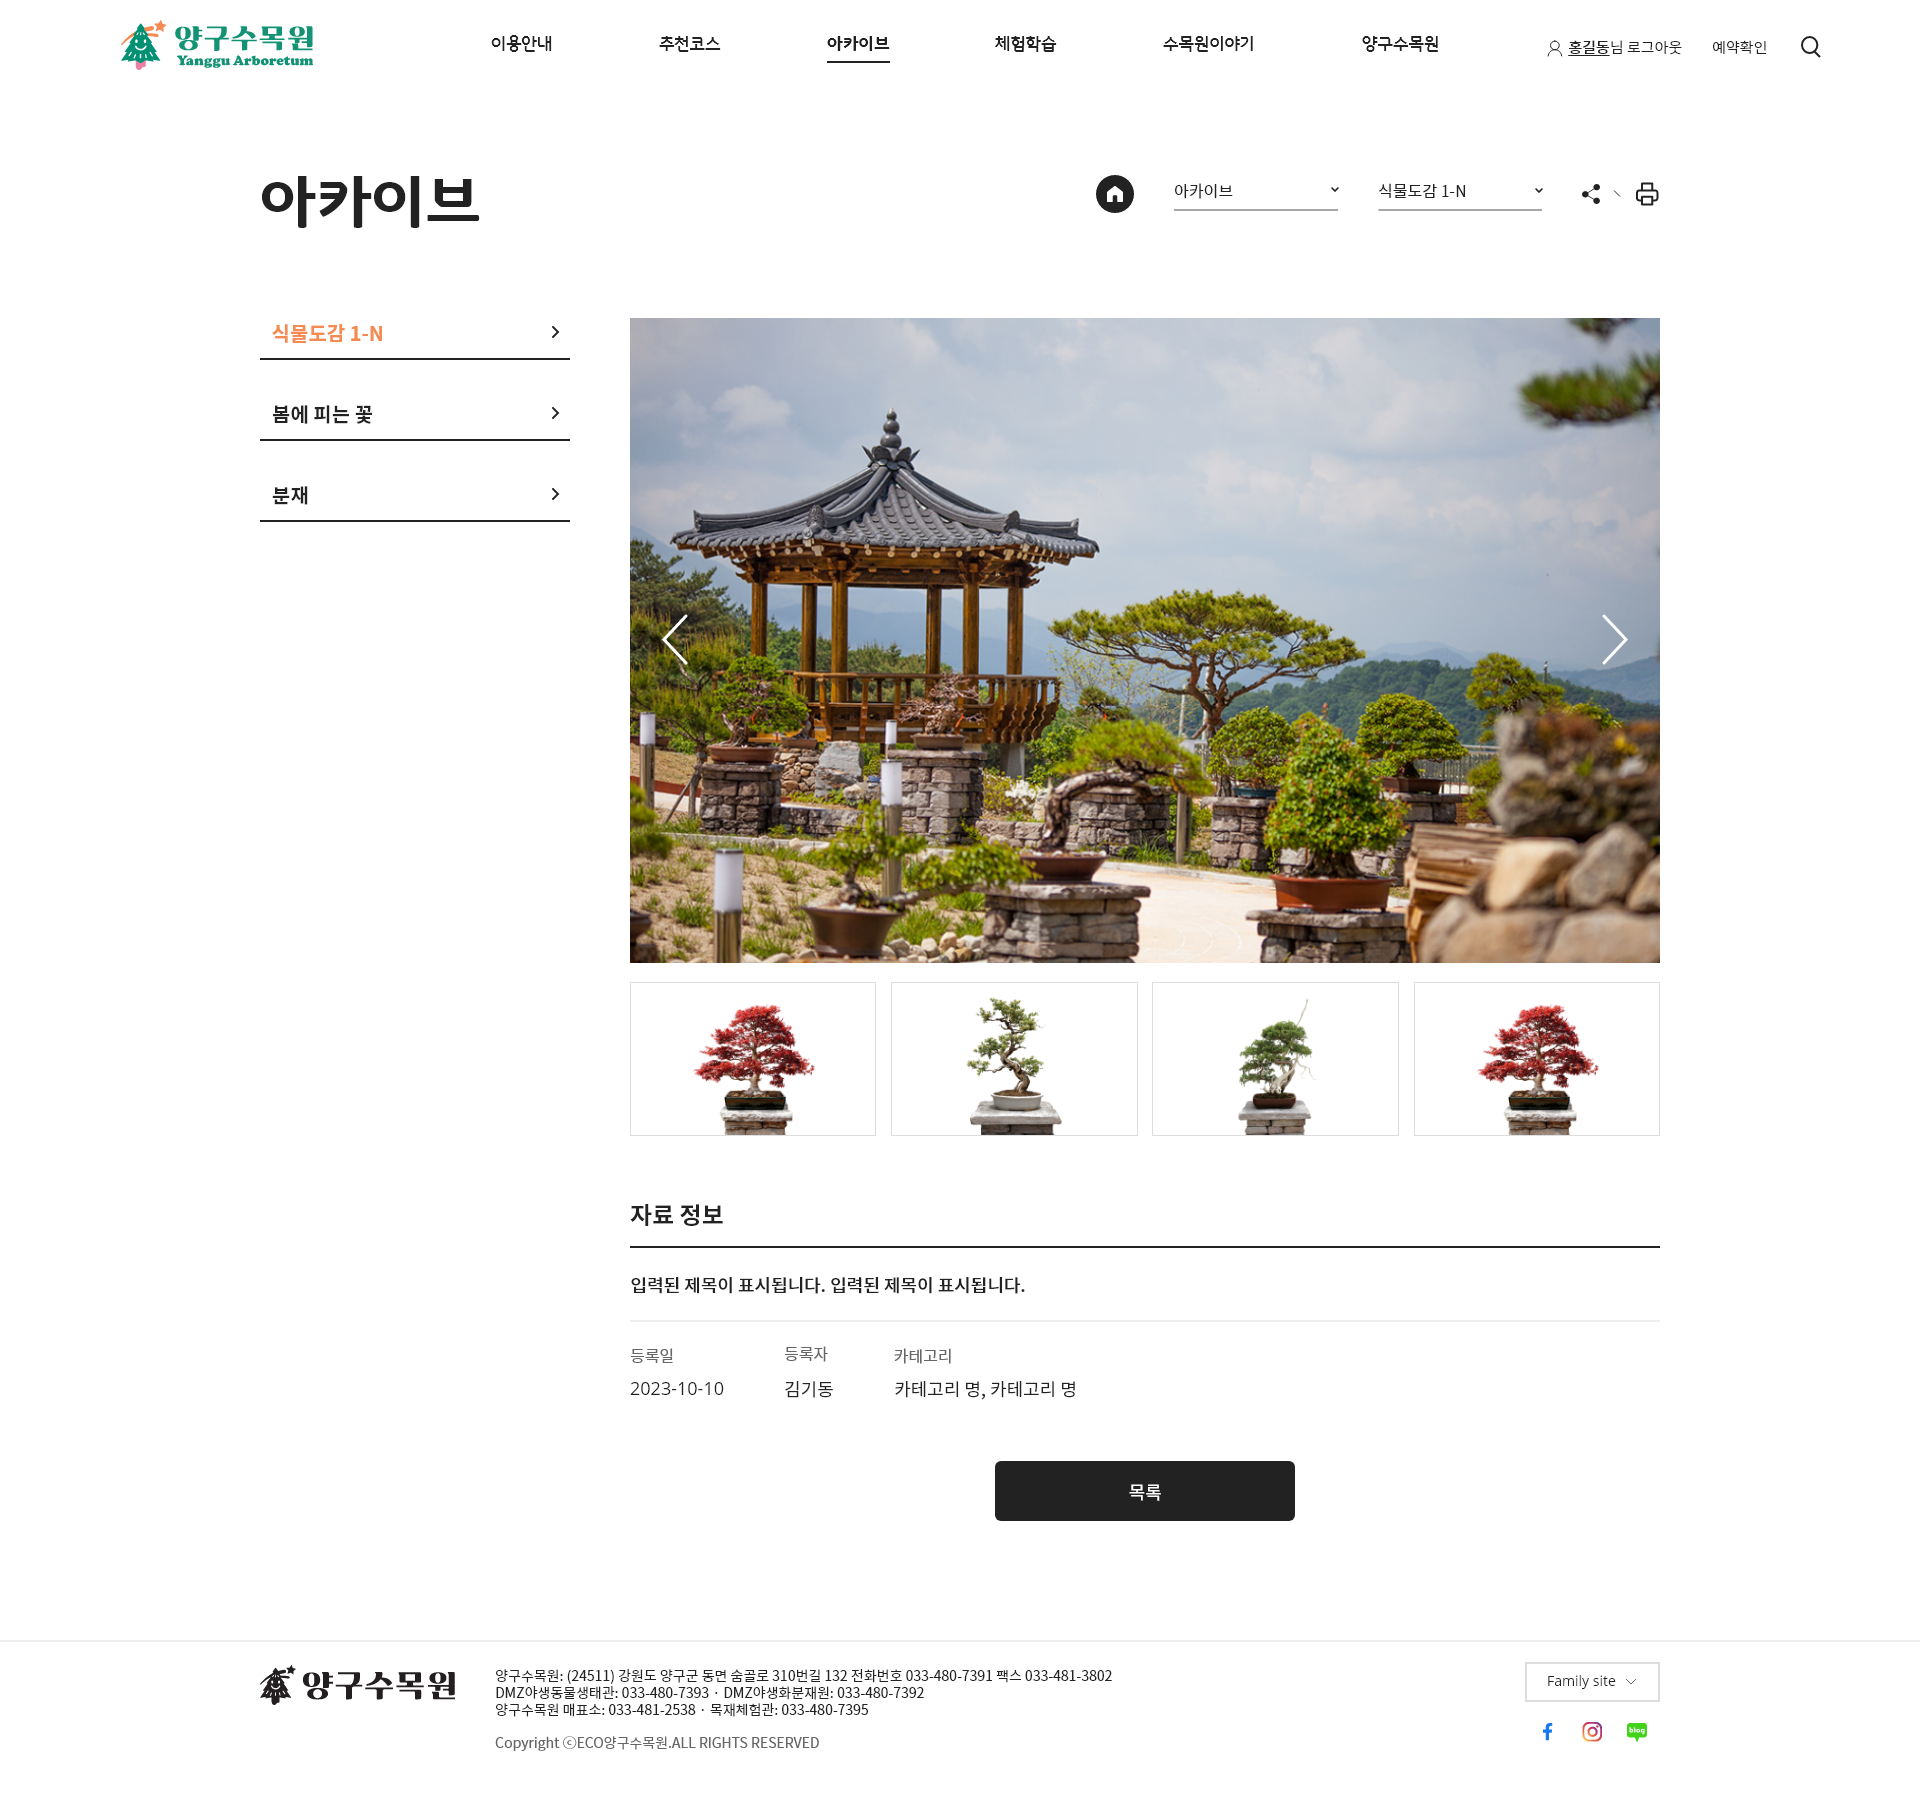 양구수목원
Yanggu Arboretum
이용안내
추천코스
아카이브
체험학습
수목원이야기
양구수목원
홍길동님 로그아웃
예약확인
아카이브
아카이브
식물도감 1-N
식물도감 1-N
봄에 피는 꽃
분재
자료 정보
입력된 제목이 표시됩니다. 입력된 제목이 표시됩니다.
등록일
등록자
카테고리
2023-10-10
김기동
카테고리 명, 카테고리 명
목록
양구수목원
양구수목원: (24511) 강원도 양구군 동면 숨골로 310번길 132 전화번호 033-480-7391 팩스 033-481-3802
DMZ야생동물생태관: 033-480-7393 · DMZ야생화분재원: 033-480-7392
양구수목원 매표소: 033-481-2538 · 목재체험관: 033-480-7395
Copyright ⓒECO양구수목원.ALL RIGHTS RESERVED
Family site
blog